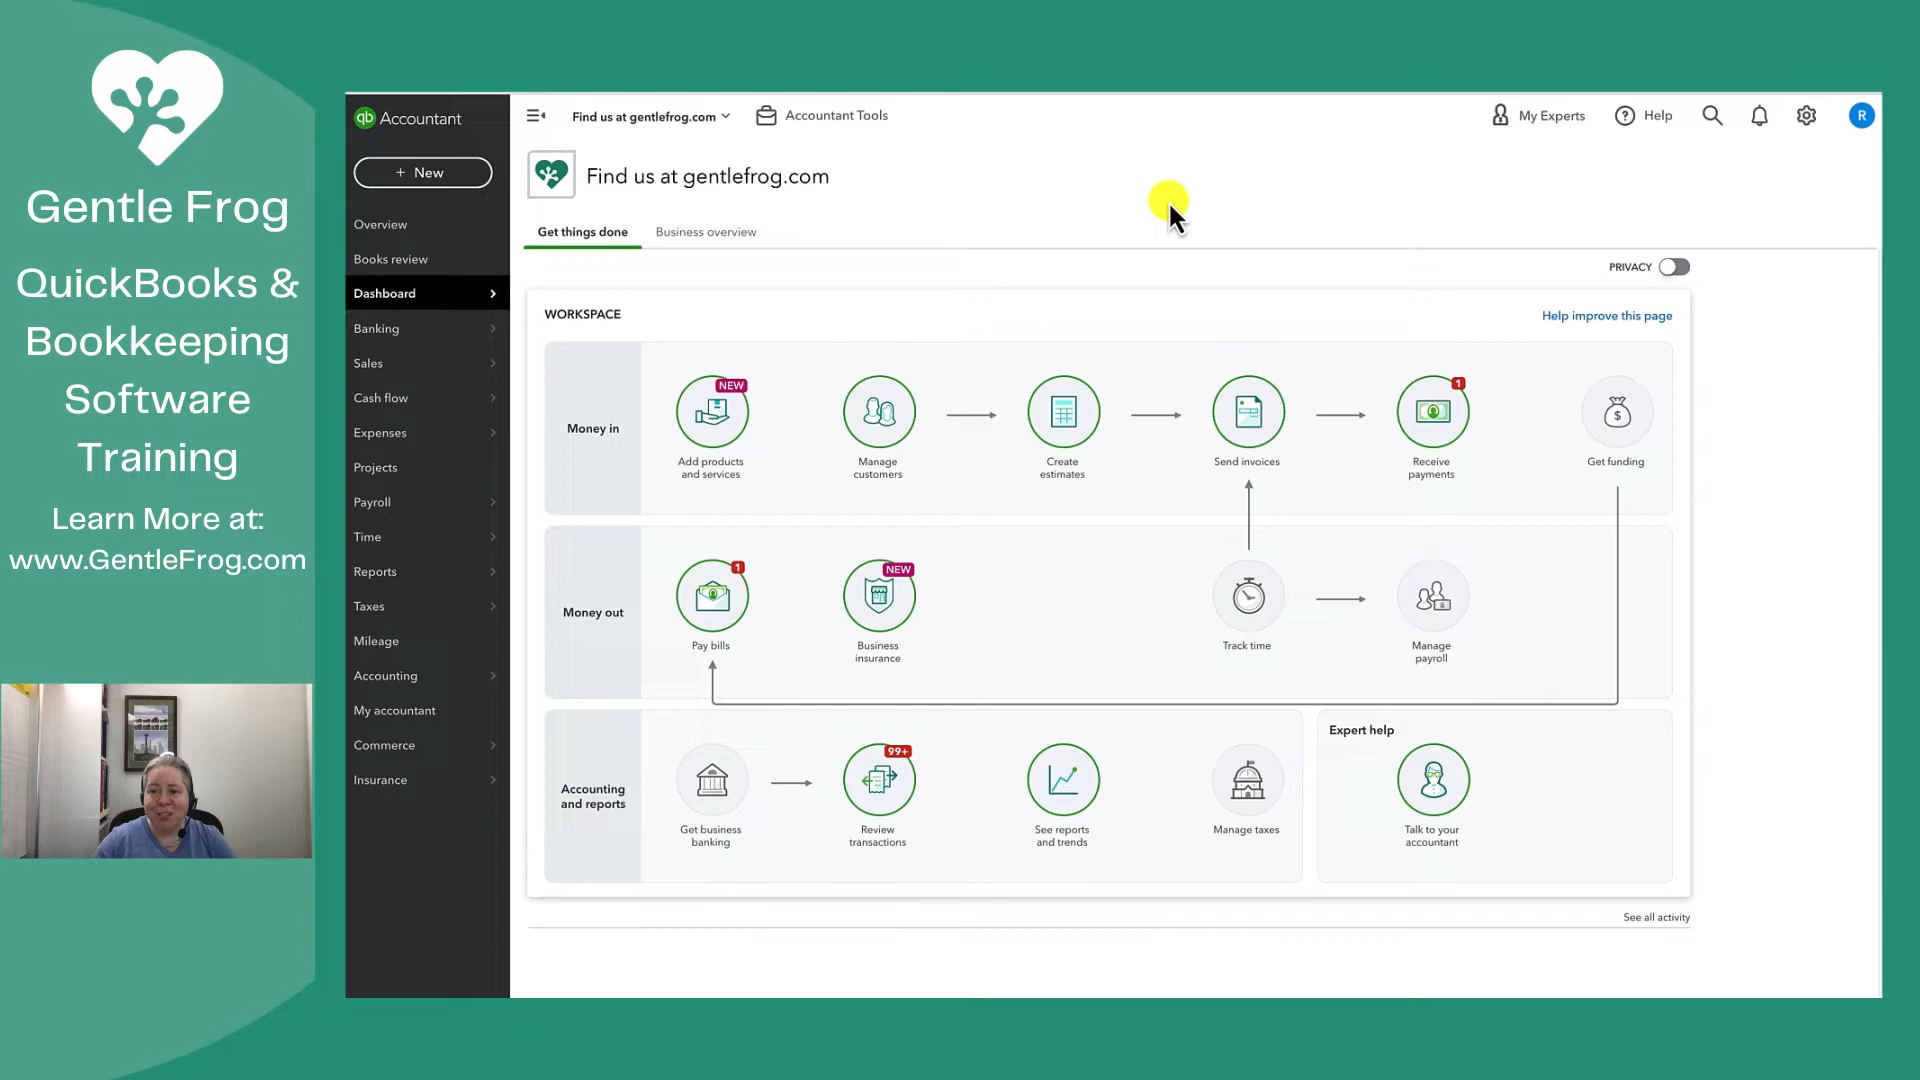 Gentle Frog
QuickBooks &
Bookkeeping
Software
Training
Learn More at:
www.GentleFrog.com
qb Accountant
+ New
Overview
Books review
Dashboard
Banking
Sales
Cash flow
Expenses
Projects
Payroll
Time
Reports
Taxes
Mileage
Accounting
My accountant
Commerce
Insurance
Find us at gentlefrog.com
Accountant Tools
My Experts
? Help
R
Find us at gentlefrog.com
Get things done
Business overview
PRIVACY
WORKSPACE
Help improve this page
Money in
NEW
Add products
and services
Manage
customers
Create
estimates
Send invoices
1
Receive
payments
$
Get funding
Money out
1
Pay bills
NEW
Business
insurance
Track time
Manage
payroll
Accounting
and reports
Get business
banking
99+
Review
transactions
See reports
and trends
Manage taxes
Expert help
Talk to your
accountant
See all activity